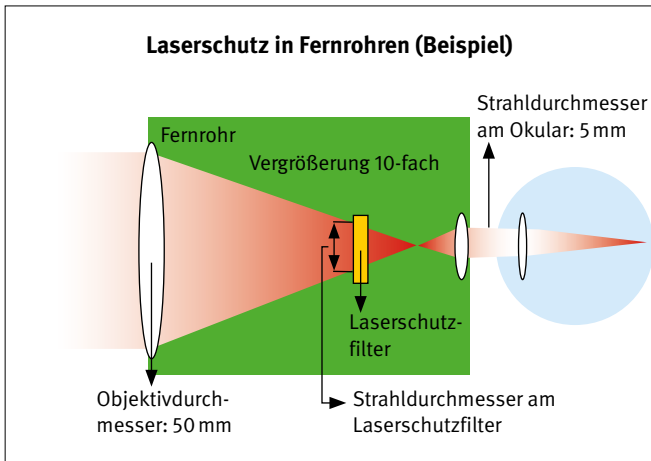 Laserschutz in Fernrohren (Beispiel)
Strahldurchmesser
am Okular: 5 mm
Fernrohr
Vergrößerung 10-fach
Laserschutz-
filter
Objektivdurch-
messer: 50 mm
Strahldurchmesser am
Laserschutzfilter